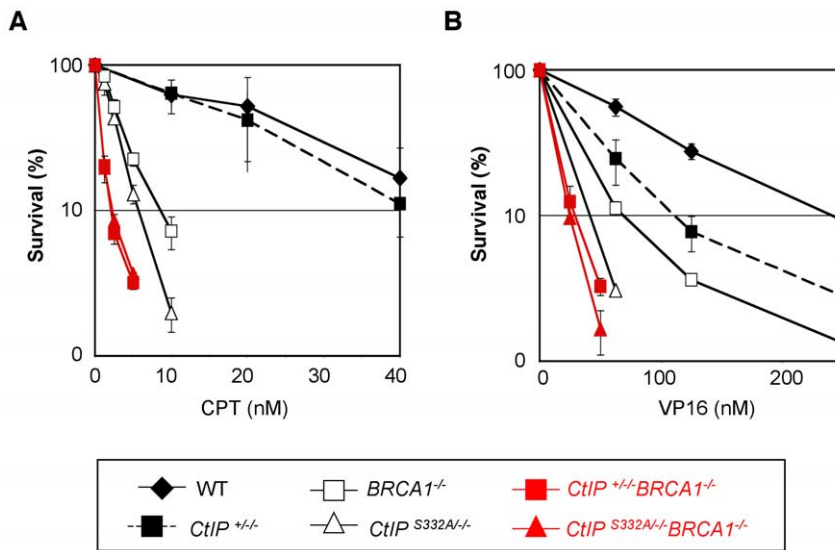 A
100
10
0
Survival (%)
0 10 20 30 40
CPT (nM)
B
100
10
0
Survival (%)
0 100 200
VP16 (nM)
WT
BRCA1-/-
CtIP +/-/-BRCA1-/-
CtIP +/-/-
CtIP S332A/-/-
CtIP S332A/-/-BRCA1-/-